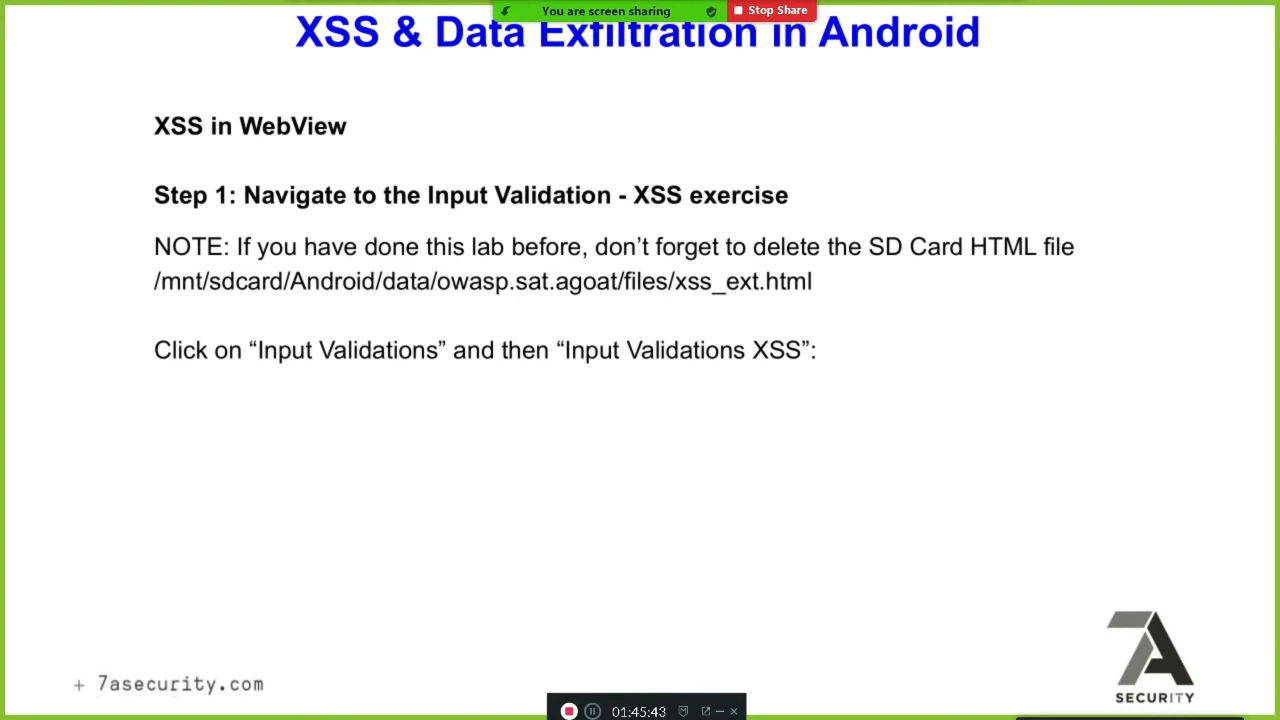 You are screen sharing
Stop Share
XSS & Data Exfiltration in Android
XSS in WebView
Step 1: Navigate to the Input Validation - XSS exercise
NOTE: If you have done this lab before, don’t forget to delete the SD Card HTML file
/mnt/sdcard/Android/data/owasp.sat.agoat/files/xss_ext.html
Click on “Input Validations” and then “Input Validations XSS”:
+ 7asecurity.com
7A
SECURITY
01:45:43